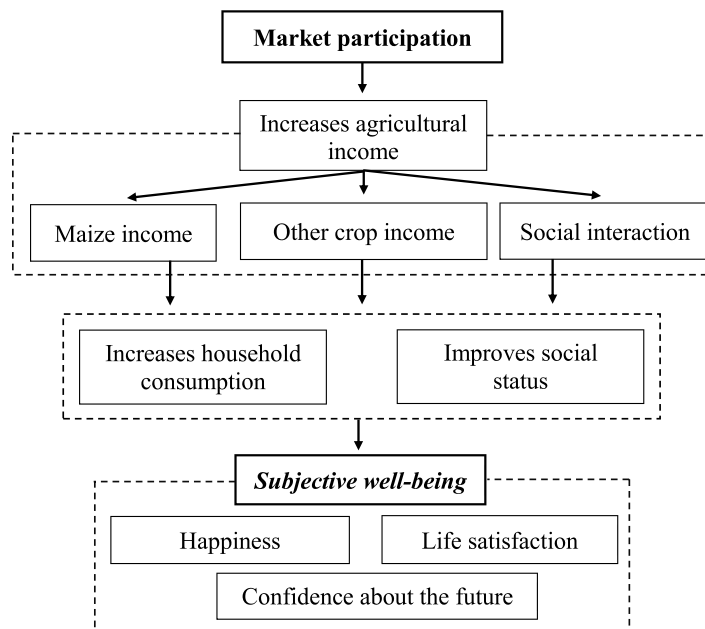 Market participation
Increases agricultural
income
Maize income
Other crop income
Social interaction
Increases household
consumption
Improves social
status
Subjective well-being
Happiness
Life satisfaction
Confidence about the future